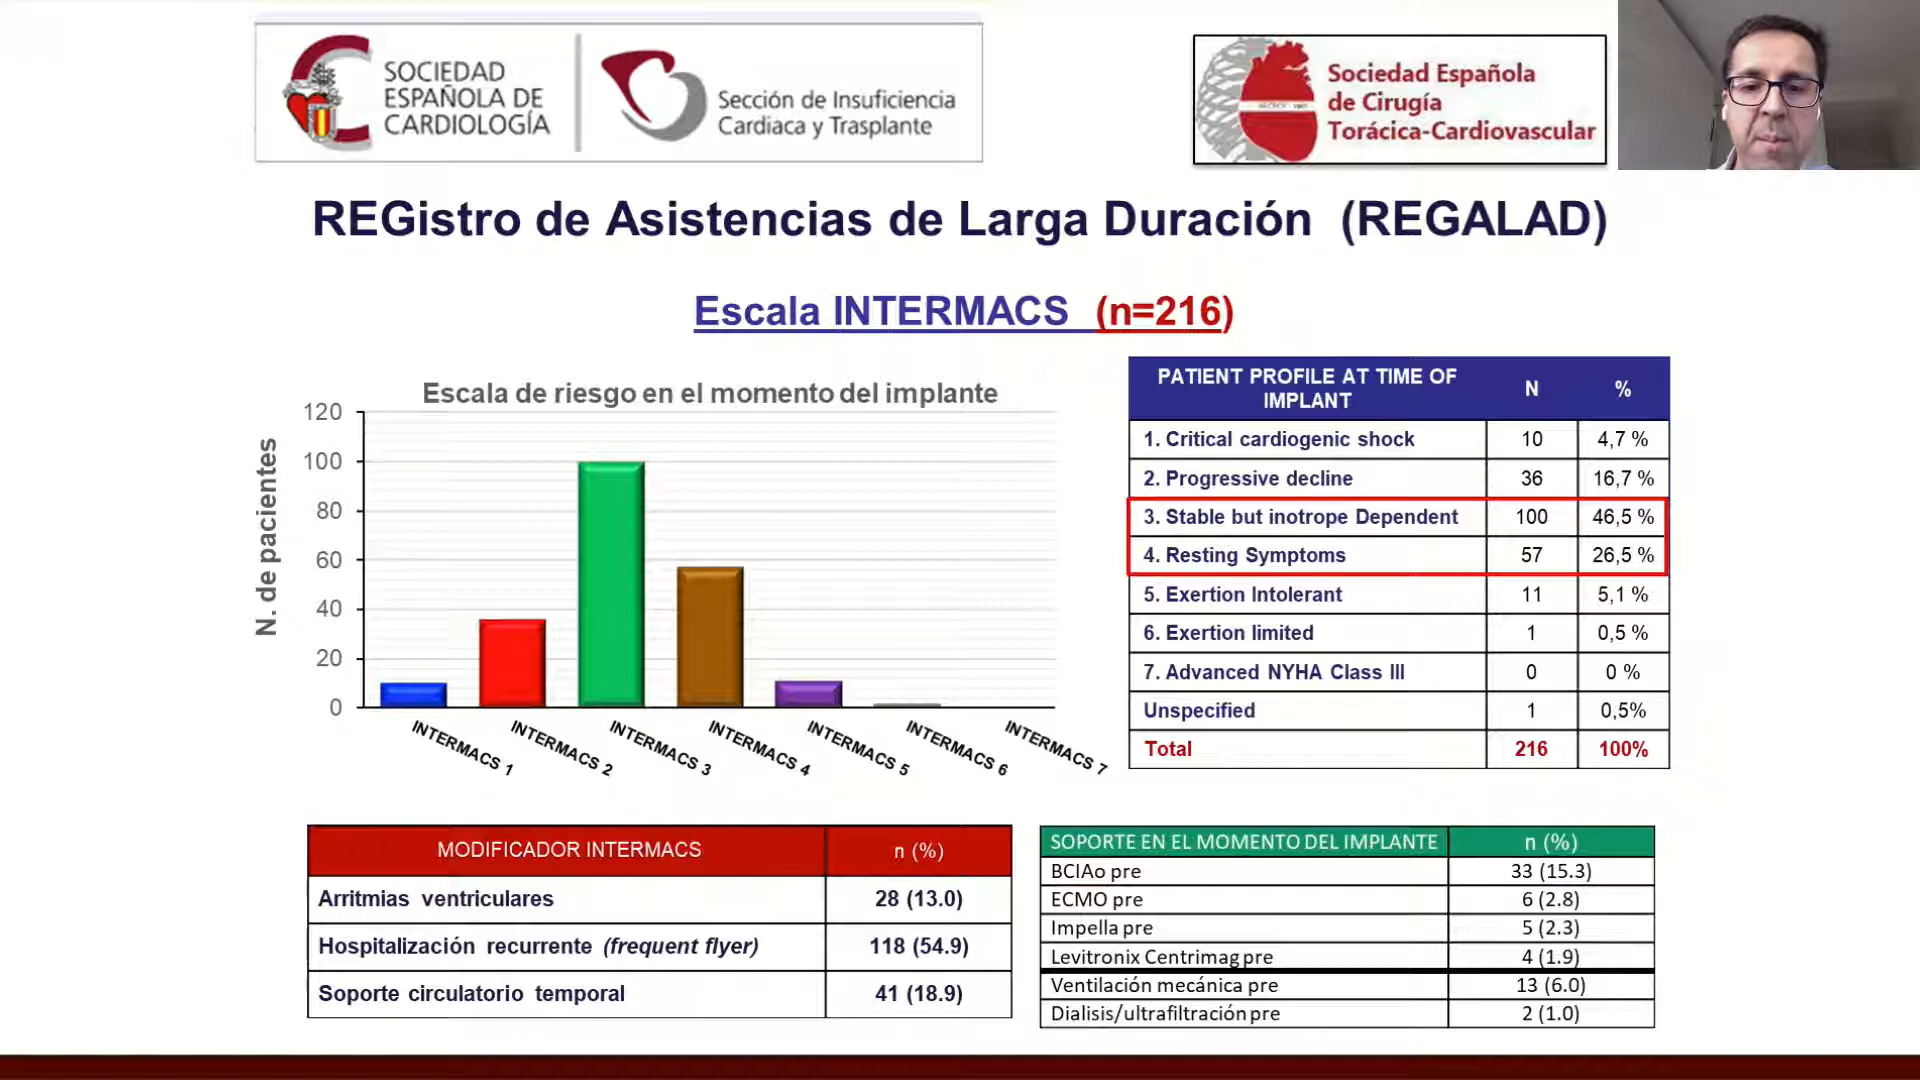 SOCIEDAD
ESPAÑOLA DE
CARDIOLOGÍA
Sección de Insuficiencia
Cardiaca y Trasplante
Sociedad Española
de Cirugía
Torácica-Cardiovascular
REGistro de Asistencias de Larga Duración (REGALAD)
Escala INTERMACS (n=216)
Escala de riesgo en el momento del implante
N. de pacientes
120
100
80
60
40
20
0
INTERMACS 1
INTERMACS 2
INTERMACS 3
INTERMACS 4
INTERMACS 5
INTERMACS 6
INTERMACS 7
PATIENT PROFILE AT TIME OF
IMPLANT N %
1. Critical cardiogenic shock 10 4,7 %
2. Progressive decline 36 16,7 %
3. Stable but inotrope Dependent 100 46,5 %
4. Resting Symptoms 57 26,5 %
5. Exertion Intolerant 11 5,1 %
6. Exertion limited 1 0,5 %
7. Advanced NYHA Class III 0 0 %
Unspecified 1 0,5%
Total 216 100%
MODIFICADOR INTERMACS n (%)
Arritmias ventriculares 28 (13.0)
Hospitalización recurrente (frequent flyer) 118 (54.9)
Soporte circulatorio temporal 41 (18.9)
SOPORTE EN EL MOMENTO DEL IMPLANTE n (%)
BCIAo pre 33 (15.3)
ECMO pre 6 (2.8)
Impella pre 5 (2.3)
Levitronix Centrimag pre 4 (1.9)
Ventilación mecánica pre 13 (6.0)
Dialisis/ultrafiltración pre 2 (1.0)